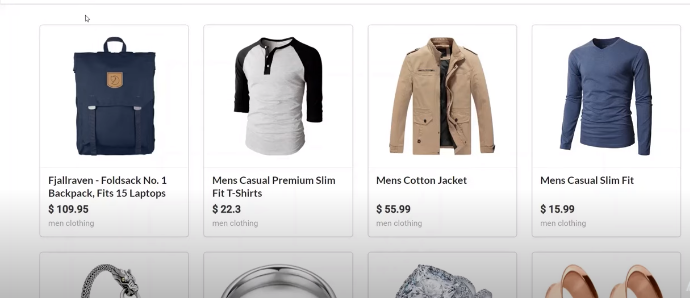 Fjallraven - Foldsack No. 1
Backpack, Fits 15 Laptops
$ 109.95
men clothing
Mens Casual Premium Slim
Fit T-Shirts
$ 22.3
men clothing
Mens Cotton Jacket
$ 55.99
men clothing
Mens Casual Slim Fit
$ 15.99
men clothing